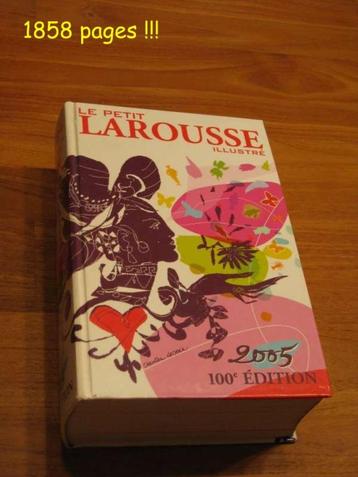 1858 pages !!!
LE PETIT
LAROUSSE
ILLUSTRÉ
2005
100e ÉDITION